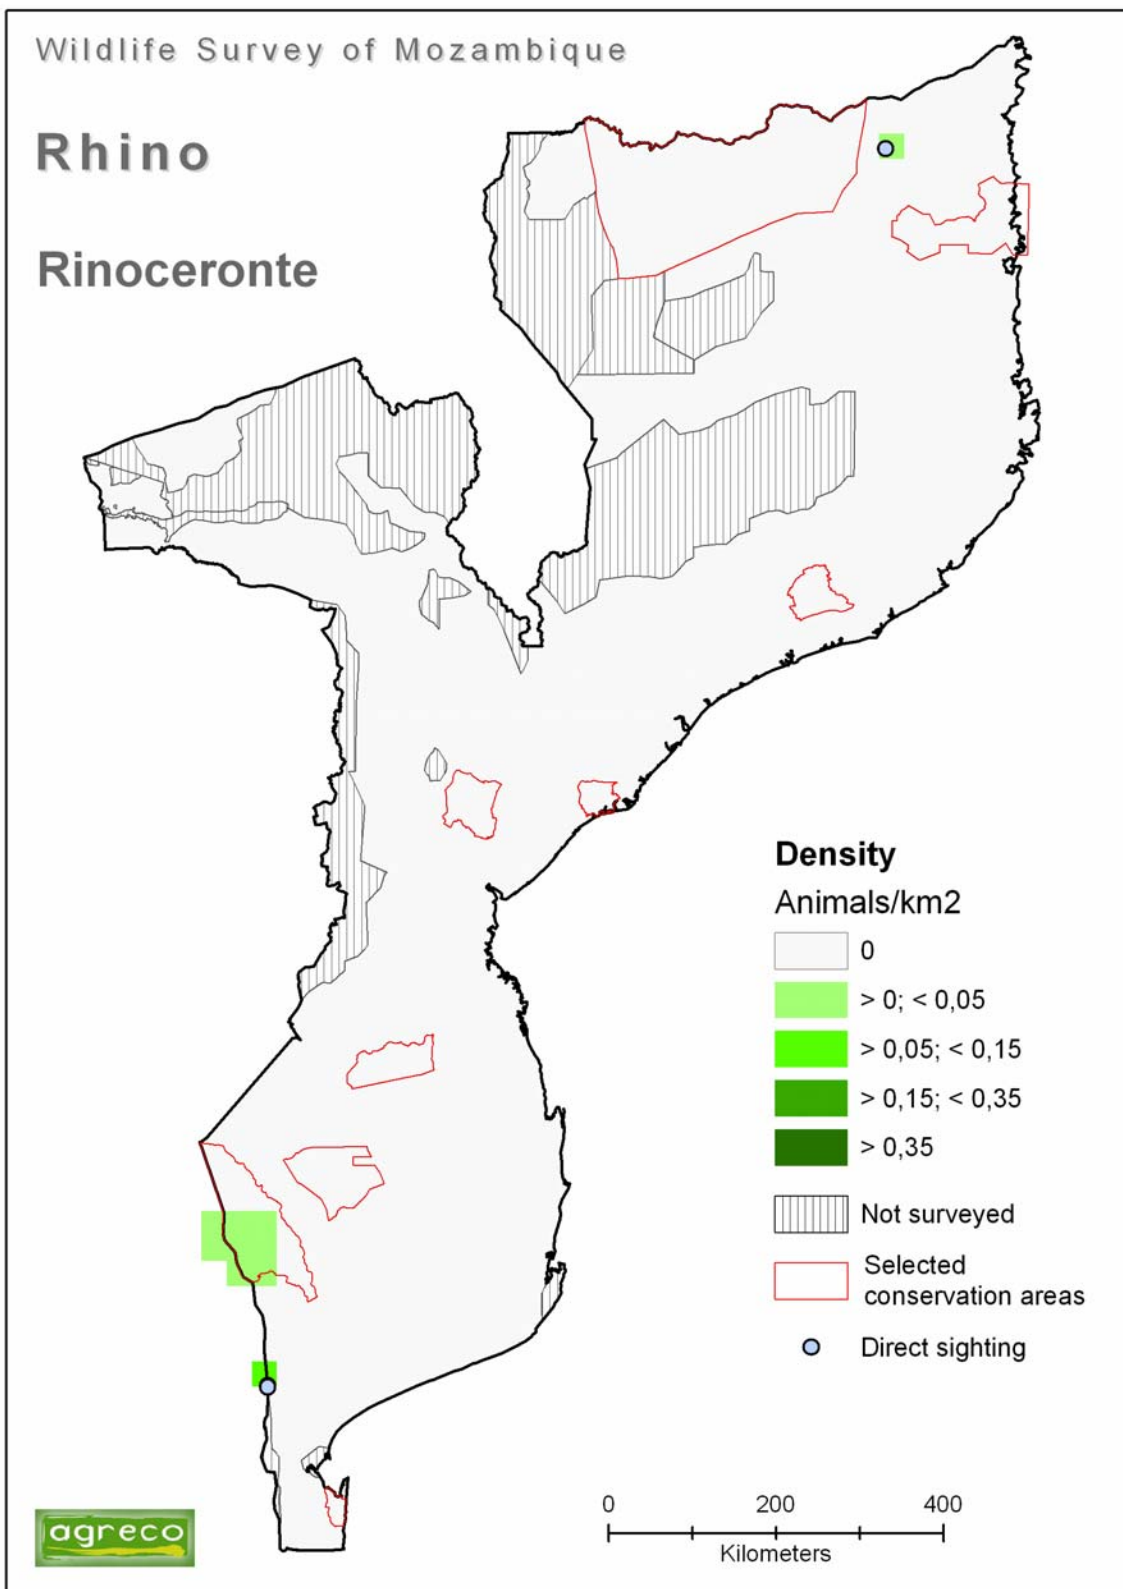 Wildlife Survey of Mozambique
Rhino
Rinoceronte
Density
Animals/km2
0
> 0; < 0,05
> 0,05; < 0,15
> 0,15; < 0,35
> 0,35
Not surveyed
Selected
conservation areas
Direct sighting
0 200 400
Kilometers
agreco